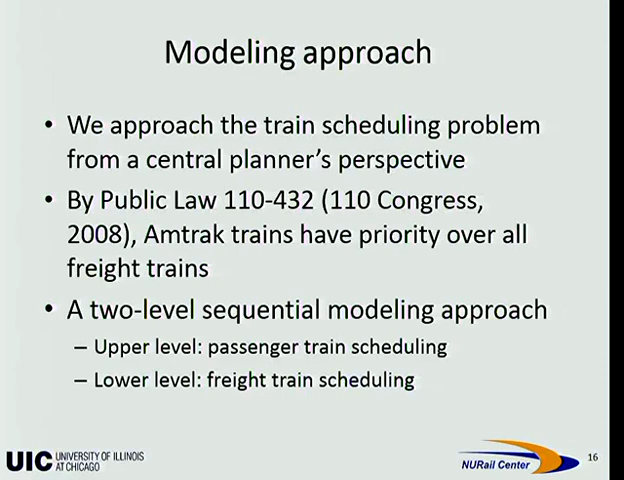 Modeling approach
• We approach the train scheduling problem
from a central planner's perspective
• By Public Law 110-432 (110 Congress,
2008), Amtrak trains have priority over all
freight trains
• A two-level sequential modeling approach
– Upper level: passenger train scheduling
– Lower level: freight train scheduling
UIC UNIVERSITY OF ILLINOIS
AT CHICAGO
NURail Center
16